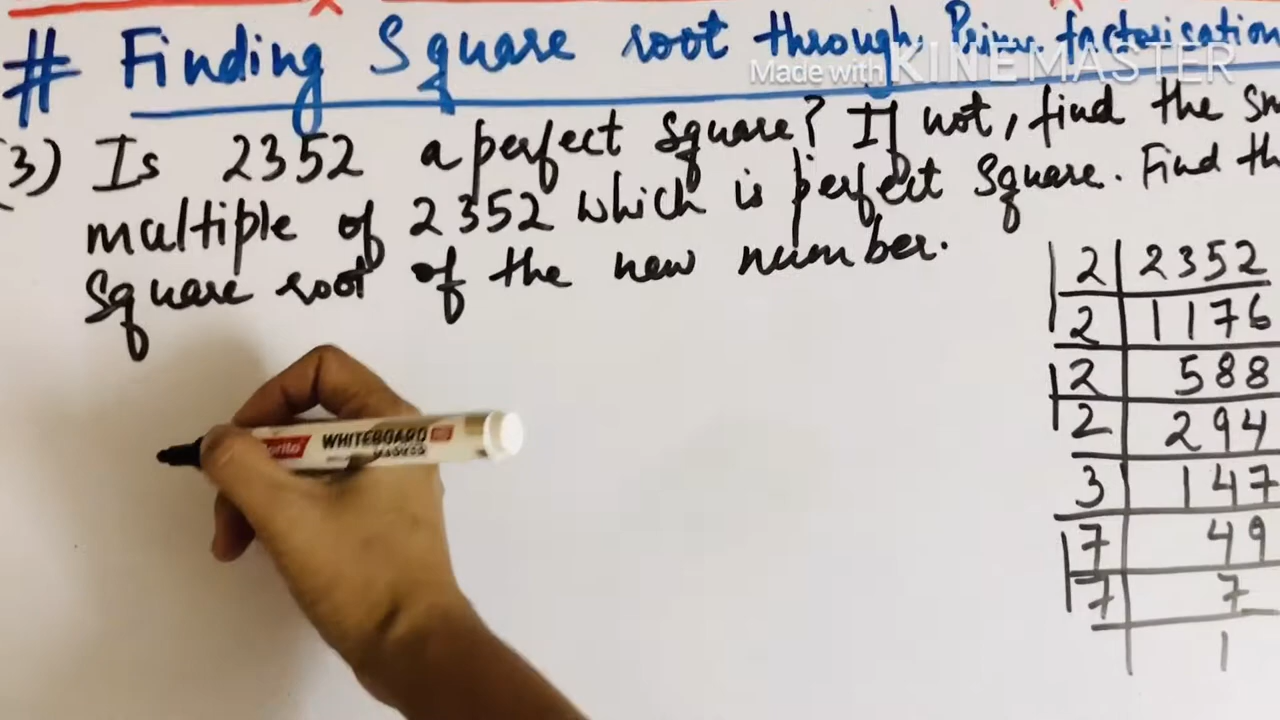 # Finding Square root through Prime factorisation
Made with KINEMASTER
(3) Is 2352 a perfect square? If not, find the
multiple of 2352 which is perfect square. Find
square root of the new number.
2 2352
2 1176
2 588
2 294
3 147
7 49
7 7
1
WHITEBOARD